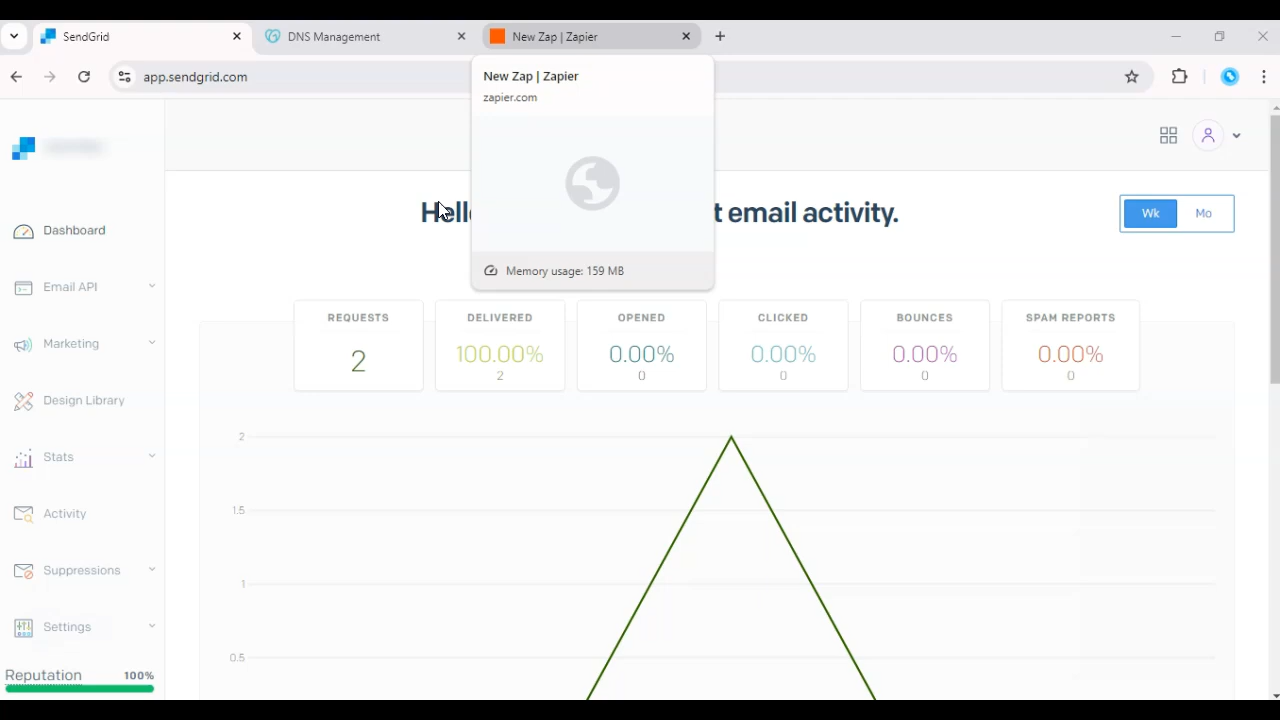 SendGrid
DNS Management
New Zap | Zapier
app.sendgrid.com
New Zap | Zapier
zapier.com
Memory usage: 159 MB
t email activity.
Wk
Mo
Dashboard
Email API
Marketing
Design Library
Stats
Activity
Suppressions
Settings
Reputation
100%
REQUESTS
2
DELIVERED
100.00%
2
OPENED
0.00%
0
CLICKED
0.00%
0
BOUNCES
0.00%
0
SPAM REPORTS
0.00%
0
2
1.5
1
0.5